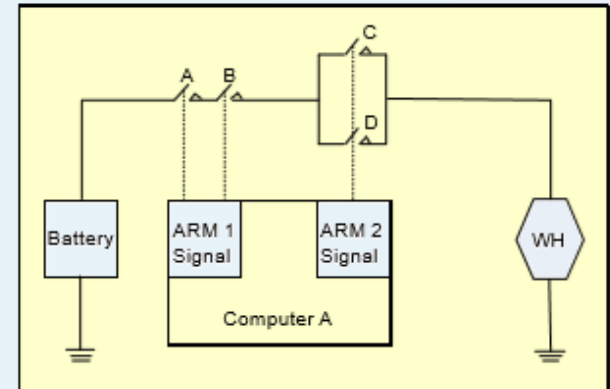 C
A B
D
Battery
ARM 1
Signal
ARM 2
Signal
WH
Computer A